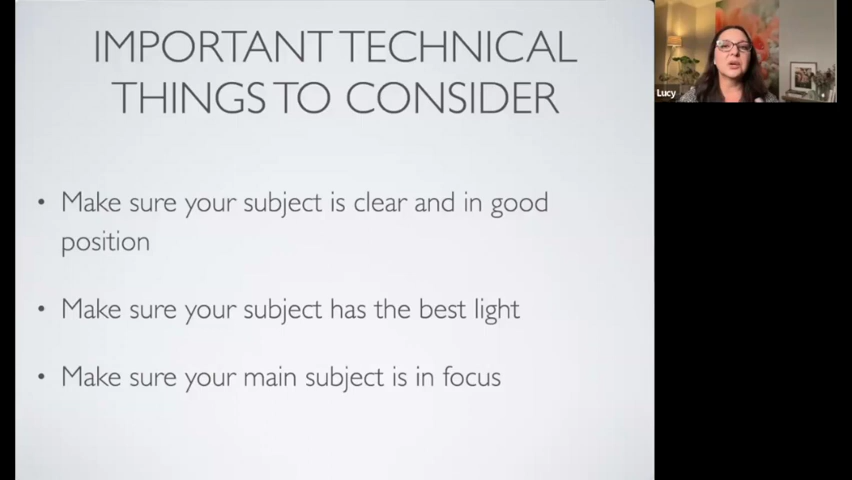 IMPORTANT TECHNICAL
THINGS TO CONSIDER
• Make sure your subject is clear and in good
position
• Make sure your subject has the best light
• Make sure your main subject is in focus
Lucy